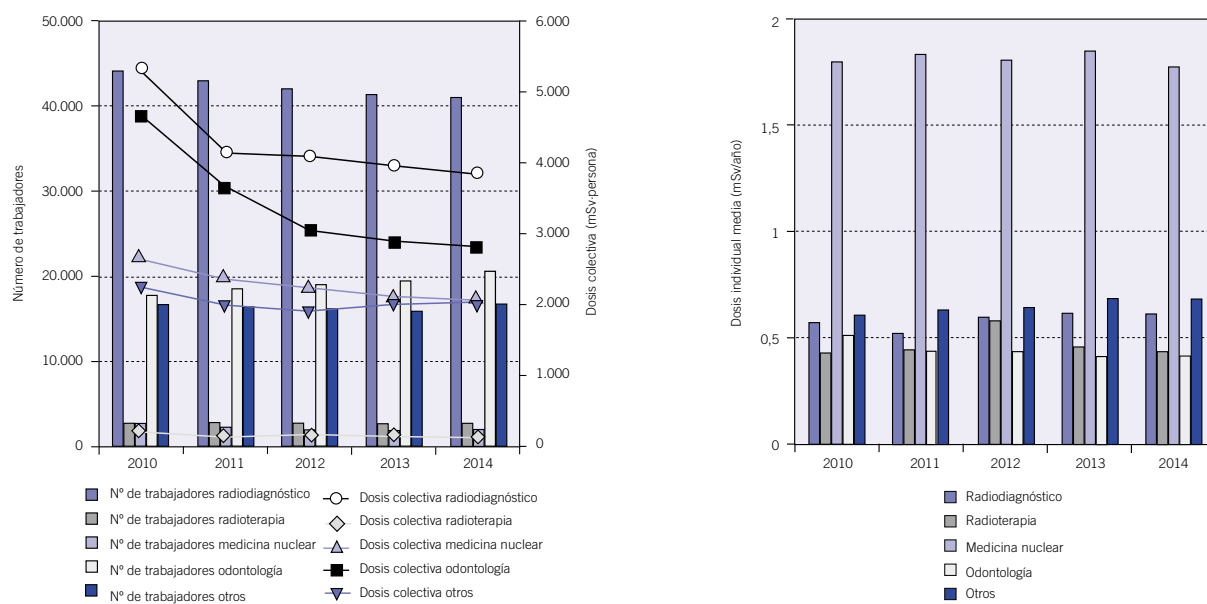 50.000
40.000
30.000
20.000
10.000
0
Número de trabajadores
6.000
5.000
4.000
3.000
2.000
1.000
0
Dosis colectiva (mSv·persona)
2010 2011 2012 2013 2014
Nº de trabajadores radiodiagnóstico
Nº de trabajadores radioterapia
Nº de trabajadores medicina nuclear
Nº de trabajadores odontología
Nº de trabajadores otros
Dosis colectiva radiodiagnóstico
Dosis colectiva radioterapia
Dosis colectiva medicina nuclear
Dosis colectiva odontología
Dosis colectiva otros
2
1,5
1
0,5
0
Dosis individual media (mSv/año)
2010 2011 2012 2013 2014
Radiodiagnóstico
Radioterapia
Medicina nuclear
Odontología
Otros